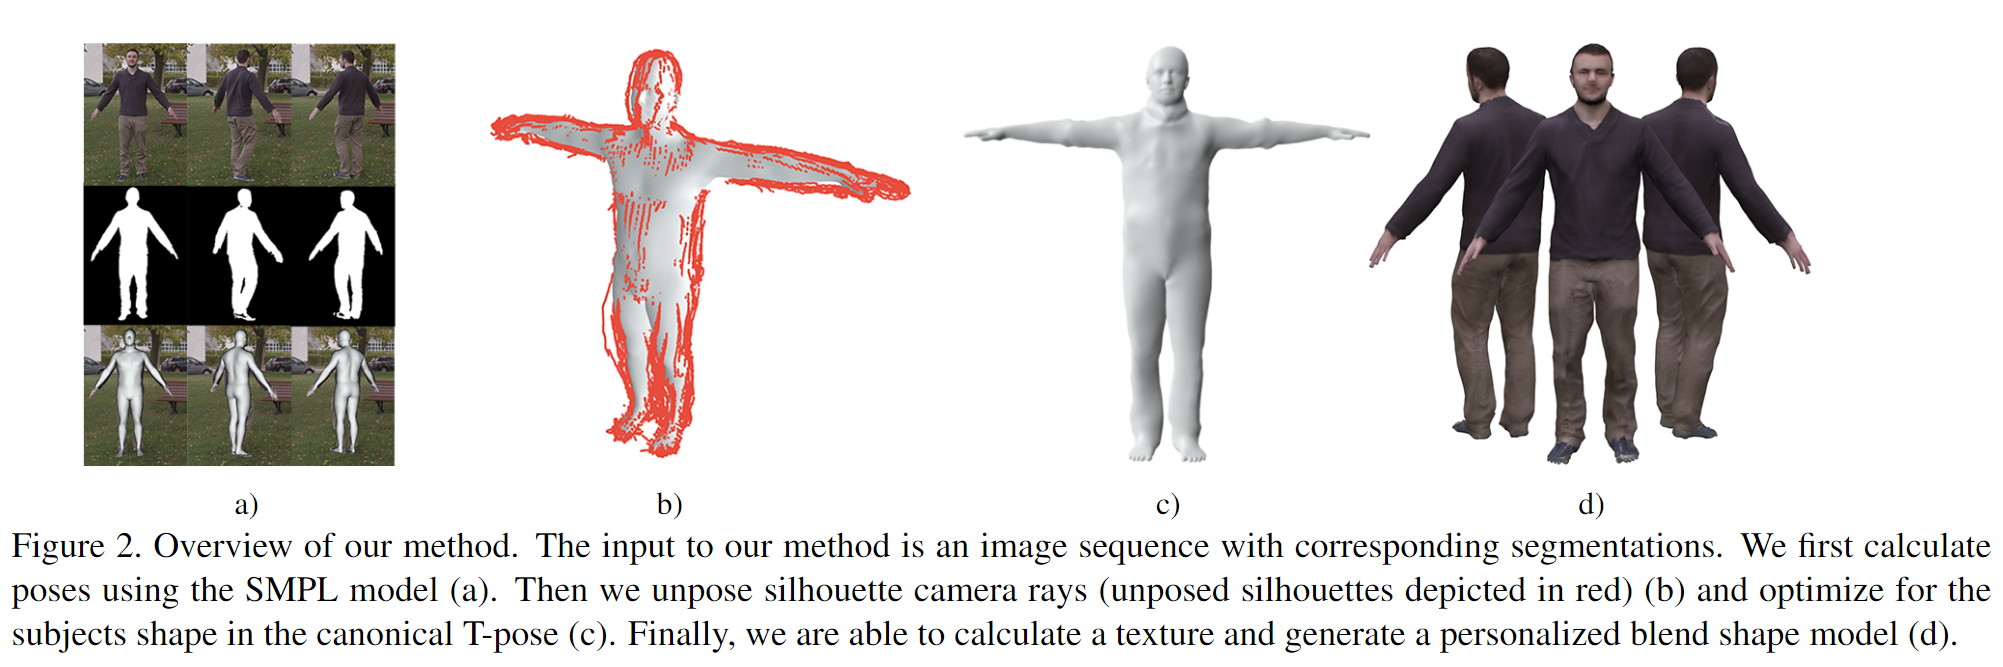 a) b) c) d)
Figure 2. Overview of our method. The input to our method is an image sequence with corresponding segmentations. We first calculate
poses using the SMPL model (a). Then we unpose silhouette camera rays (unposed silhouettes depicted in red) (b) and optimize for the
subjects shape in the canonical T-pose (c). Finally, we are able to calculate a texture and generate a personalized blend shape model (d).